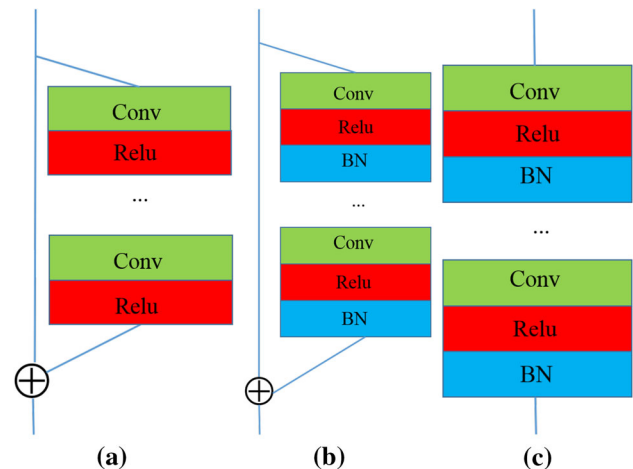 Conv
Relu
...
Conv
Relu
(a)
Conv
Relu
BN
...
Conv
Relu
BN
(b)
Conv
Relu
BN
...
Conv
Relu
BN
(c)